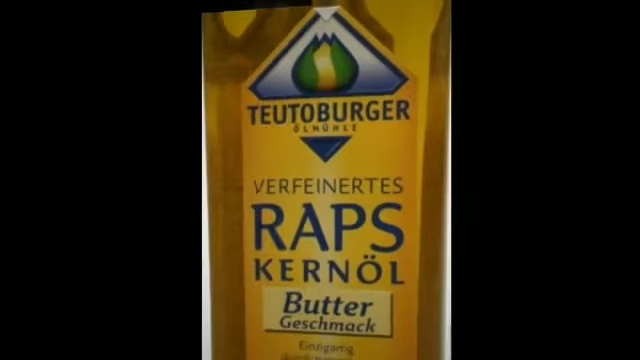 TEUTOBURGER
ÖLMÜHLE
VERFEINERTES
RAPS
KERNÖL
Butter
Geschmack
Einzigartig